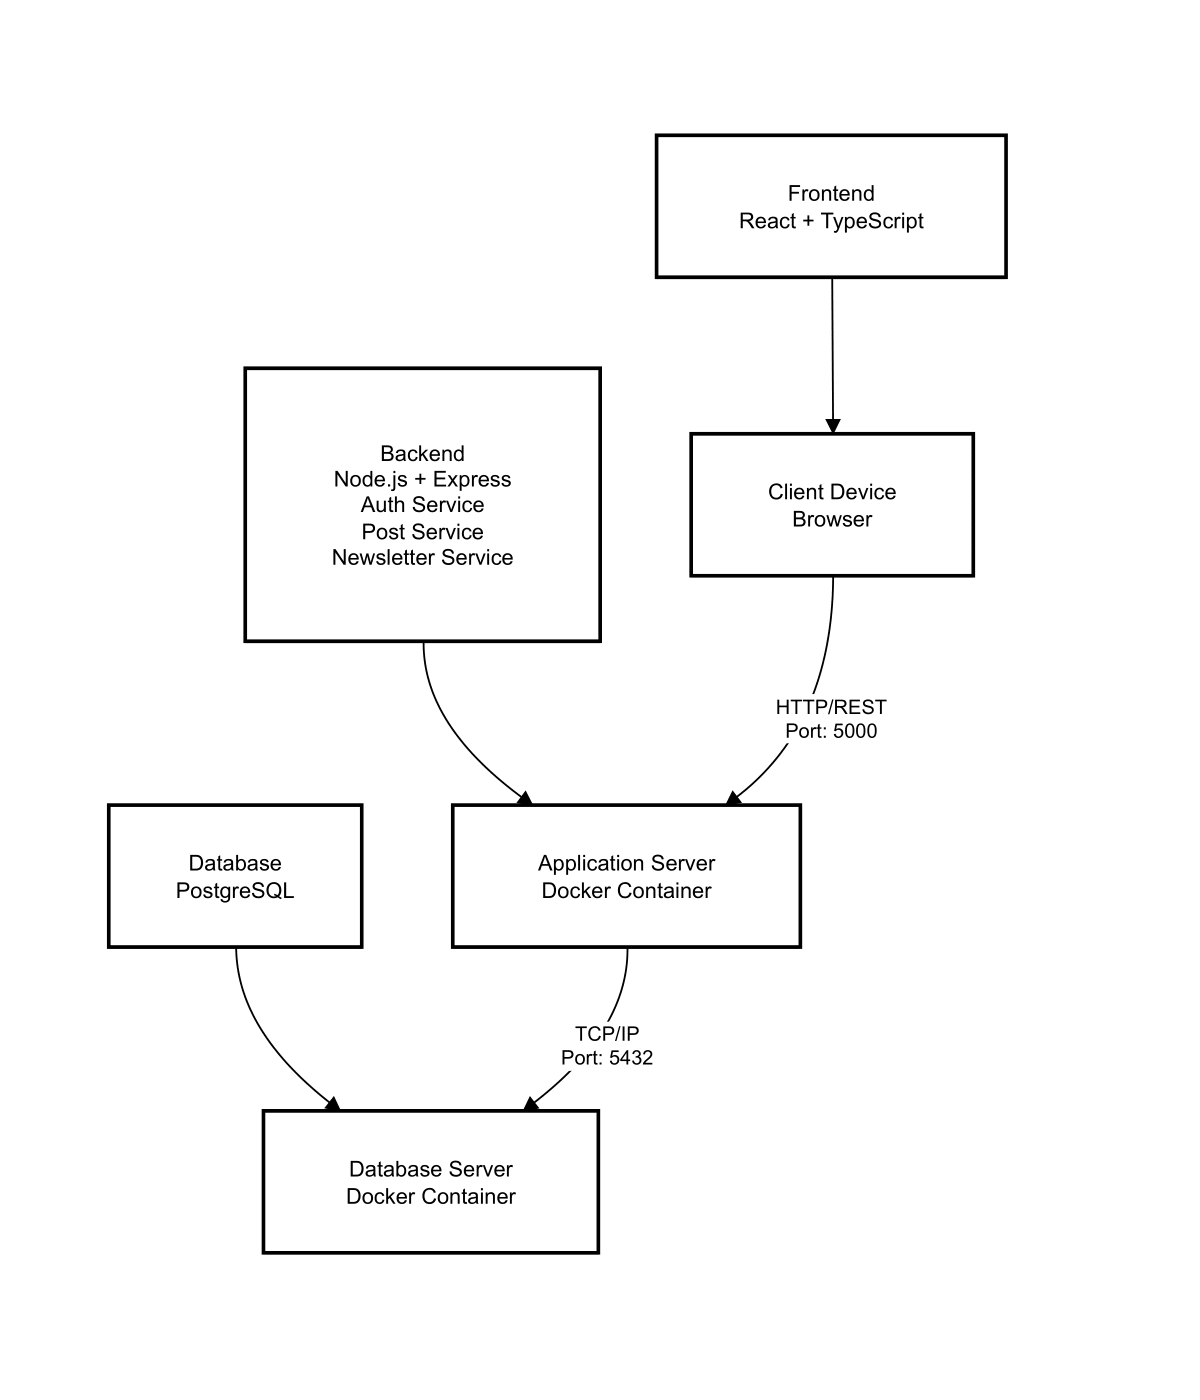 Frontend
React + TypeScript
Backend
Node.js + Express
Auth Service
Post Service
Newsletter Service
Client Device
Browser
HTTP/REST
Port: 5000
Database
PostgreSQL
Application Server
Docker Container
TCP/IP
Port: 5432
Database Server
Docker Container